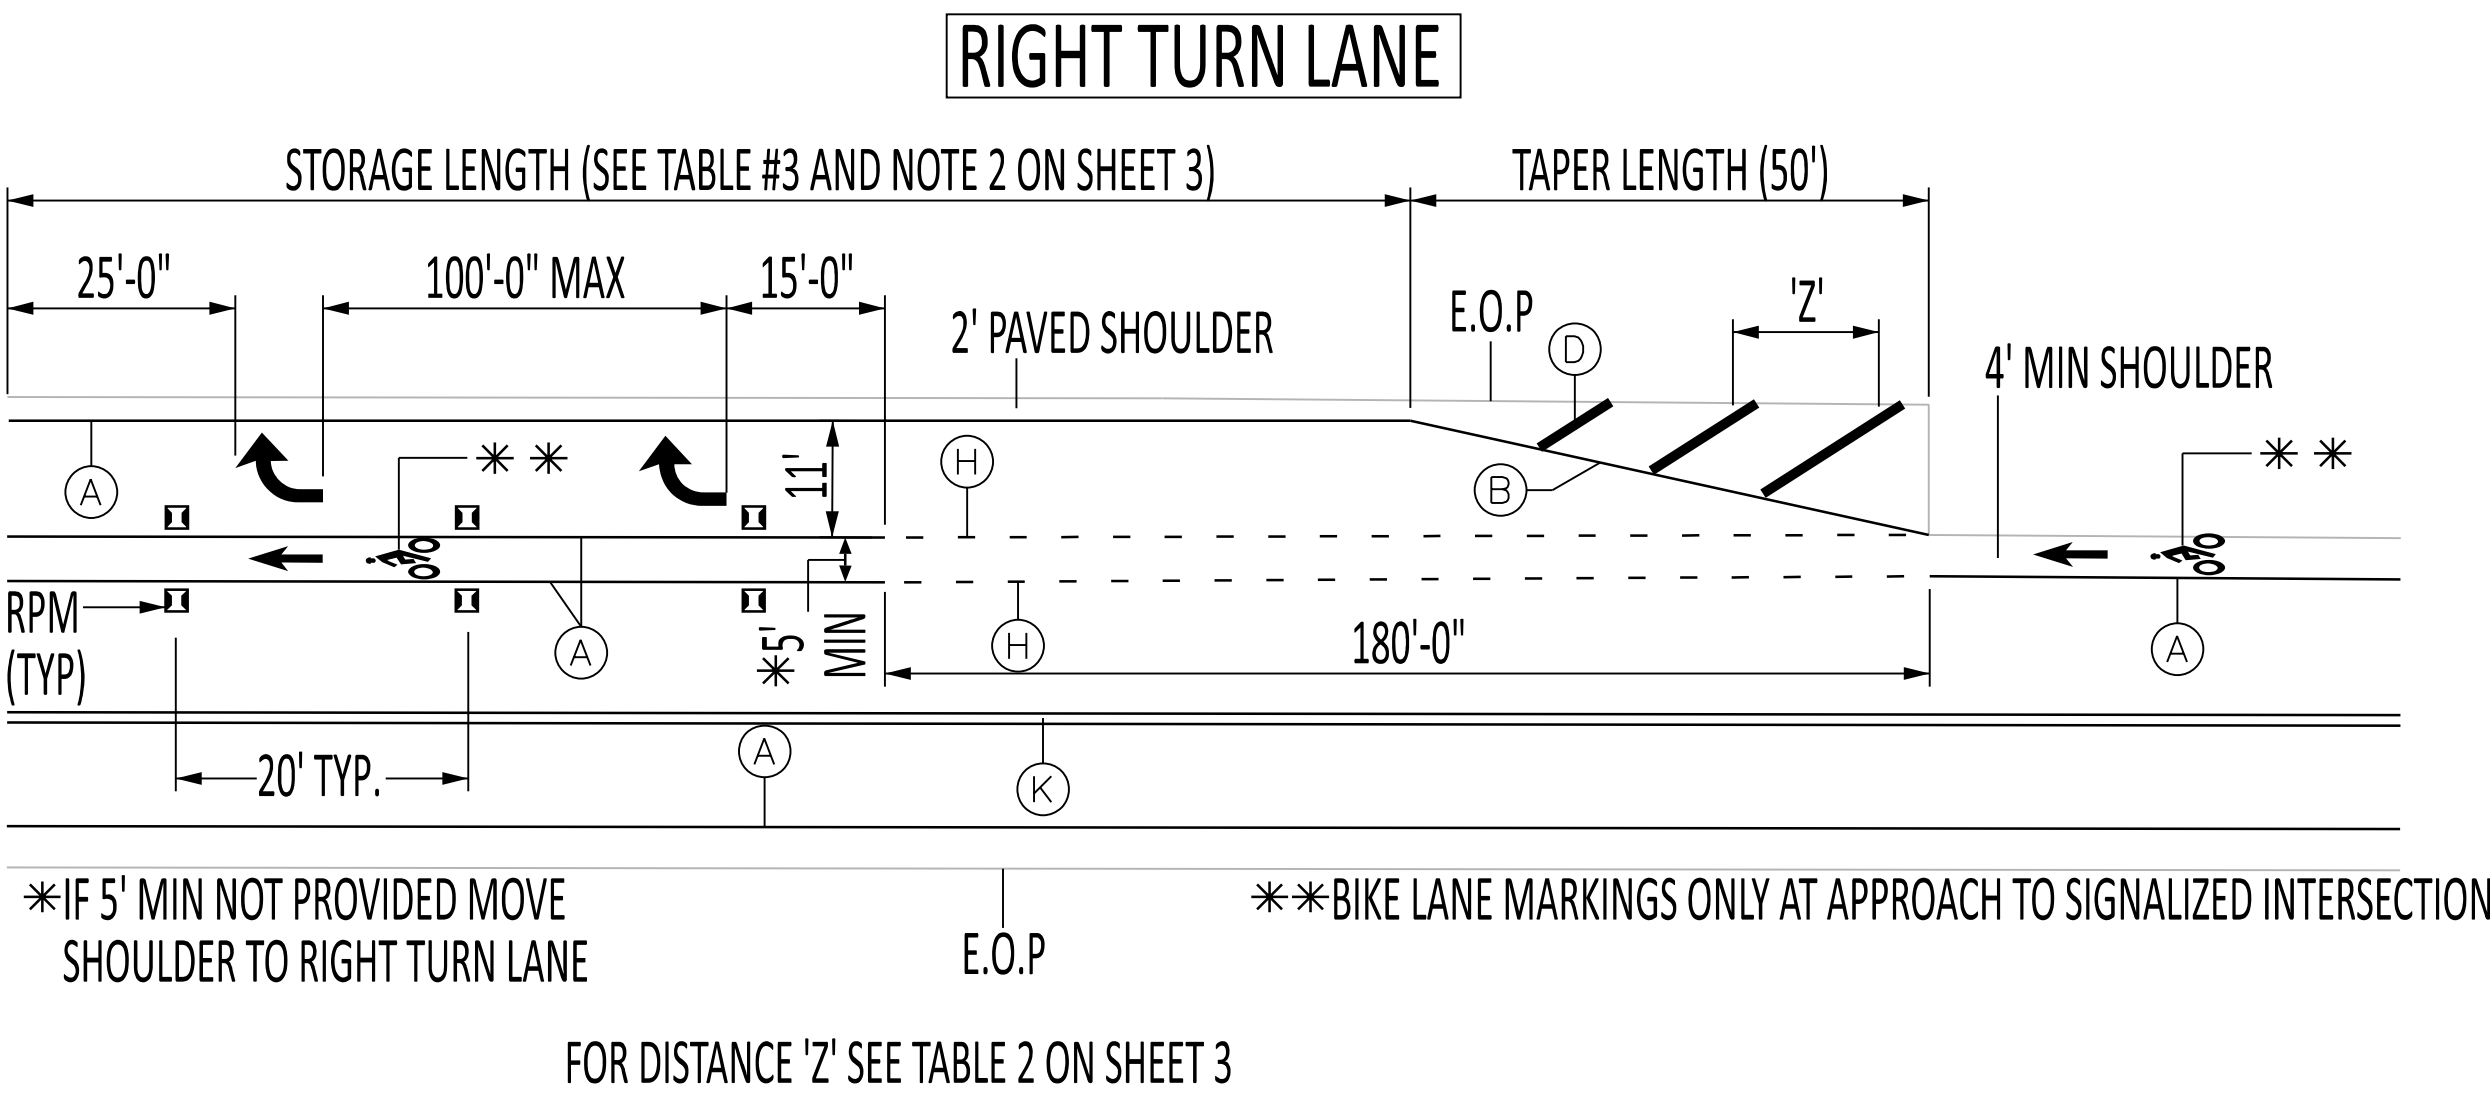 RIGHT TURN LANE
STORAGE LENGTH (SEE TABLE #3 AND NOTE 2 ON SHEET 3)
TAPER LENGTH (50')
25'-0"
100'-0" MAX
15'-0"
2' PAVED SHOULDER
E.O.P
'Z'
D
4' MIN SHOULDER
A
✳ ✳
11'
H
B
✳ ✳
RPM
(TYP)
A
✳5'
MIN
H
180'-0"
A
20' TYP.
A
K
✳IF 5' MIN NOT PROVIDED MOVE
SHOULDER TO RIGHT TURN LANE
E.O.P
✳✳BIKE LANE MARKINGS ONLY AT APPROACH TO SIGNALIZED INTERSECTION
FOR DISTANCE 'Z' SEE TABLE 2 ON SHEET 3